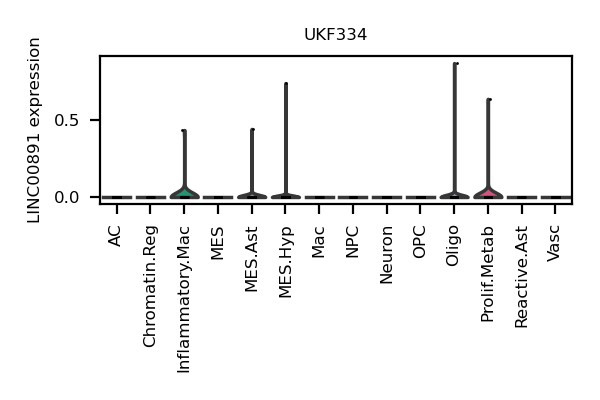 UKF334
LINC00891 expression
0.5
0.0
AC
Chromatin.Reg
Inflammatory.Mac
MES
MES.Ast
MES.Hyp
Mac
NPC
Neuron
OPC
Oligo
Prolif.Metab
Reactive.Ast
Vasc